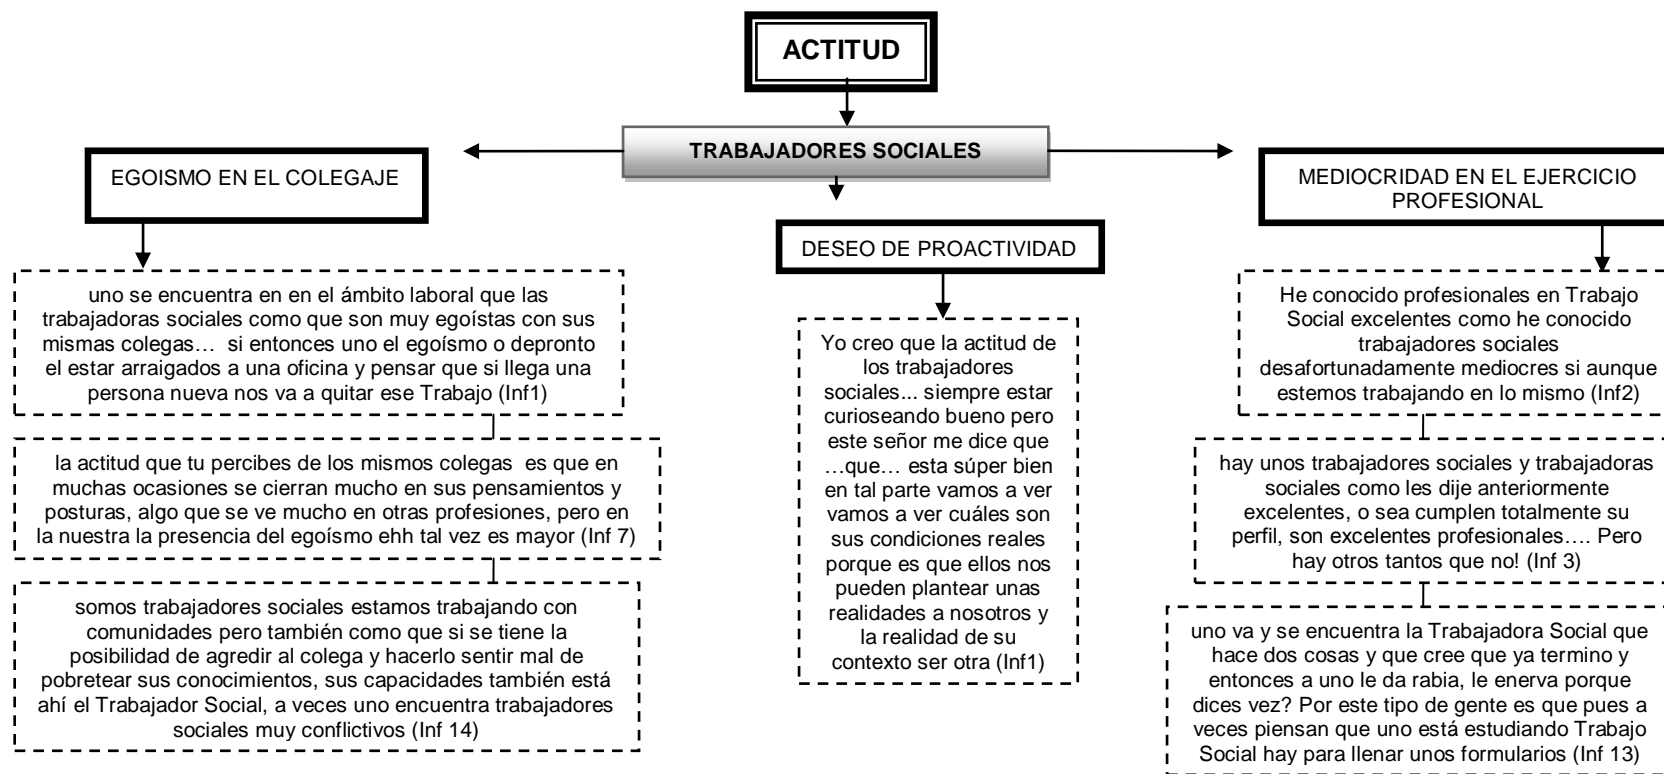 ACTITUD
TRABAJADORES SOCIALES
EGOISMO EN EL COLEGAJE
uno se encuentra en en el ámbito laboral que las
trabajadoras sociales como que son muy egoístas con sus
mismas colegas… si entonces uno el egoísmo o depronto
el estar arraigados a una oficina y pensar que si llega una
persona nueva nos va a quitar ese Trabajo (Inf1)
la actitud que tu percibes de los mismos colegas es que en
muchas ocasiones se cierran mucho en sus pensamientos y
posturas, algo que se ve mucho en otras profesiones, pero en
la nuestra la presencia del egoísmo ehh tal vez es mayor (Inf 7)
somos trabajadores sociales estamos trabajando con
comunidades pero también como que si se tiene la
posibilidad de agredir al colega y hacerlo sentir mal de
pobretear sus conocimientos, sus capacidades también está
ahí el Trabajador Social, a veces uno encuentra trabajadores
sociales muy conflictivos (Inf 14)
DESEO DE PROACTIVIDAD
Yo creo que la actitud de
los trabajadores
sociales... siempre estar
curioseando bueno pero
este señor me dice que
…que… esta súper bien
en tal parte vamos a ver
vamos a ver cuáles son
sus condiciones reales
porque es que ellos nos
pueden plantear unas
realidades a nosotros y
la realidad de su
contexto ser otra (Inf1)
MEDIOCRIDAD EN EL EJERCICIO
PROFESIONAL
He conocido profesionales en Trabajo
Social excelentes como he conocido
trabajadores sociales
desafortunadamente mediocres si aunque
estemos trabajando en lo mismo (Inf2)
hay unos trabajadores sociales y trabajadoras
sociales como les dije anteriormente
excelentes, o sea cumplen totalmente su
perfil, son excelentes profesionales…. Pero
hay otros tantos que no! (Inf 3)
uno va y se encuentra la Trabajadora Social que
hace dos cosas y que cree que ya termino y
entonces a uno le da rabia, le enerva porque
dices vez? Por este tipo de gente es que pues a
veces piensan que uno está estudiando Trabajo
Social hay para llenar unos formularios (Inf 13)